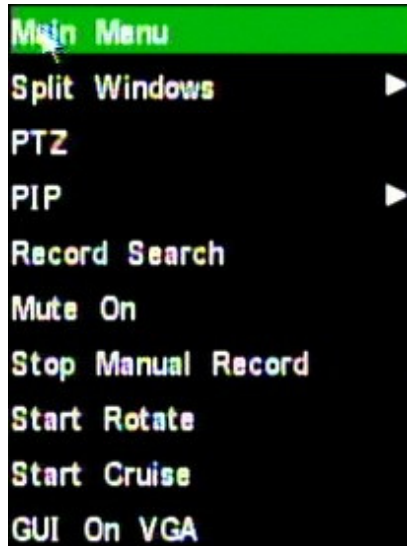 Main Menu
Split Windows
PTZ
PIP
Record Search
Mute On
Stop Manual Record
Start Rotate
Start Cruise
GUI On VGA